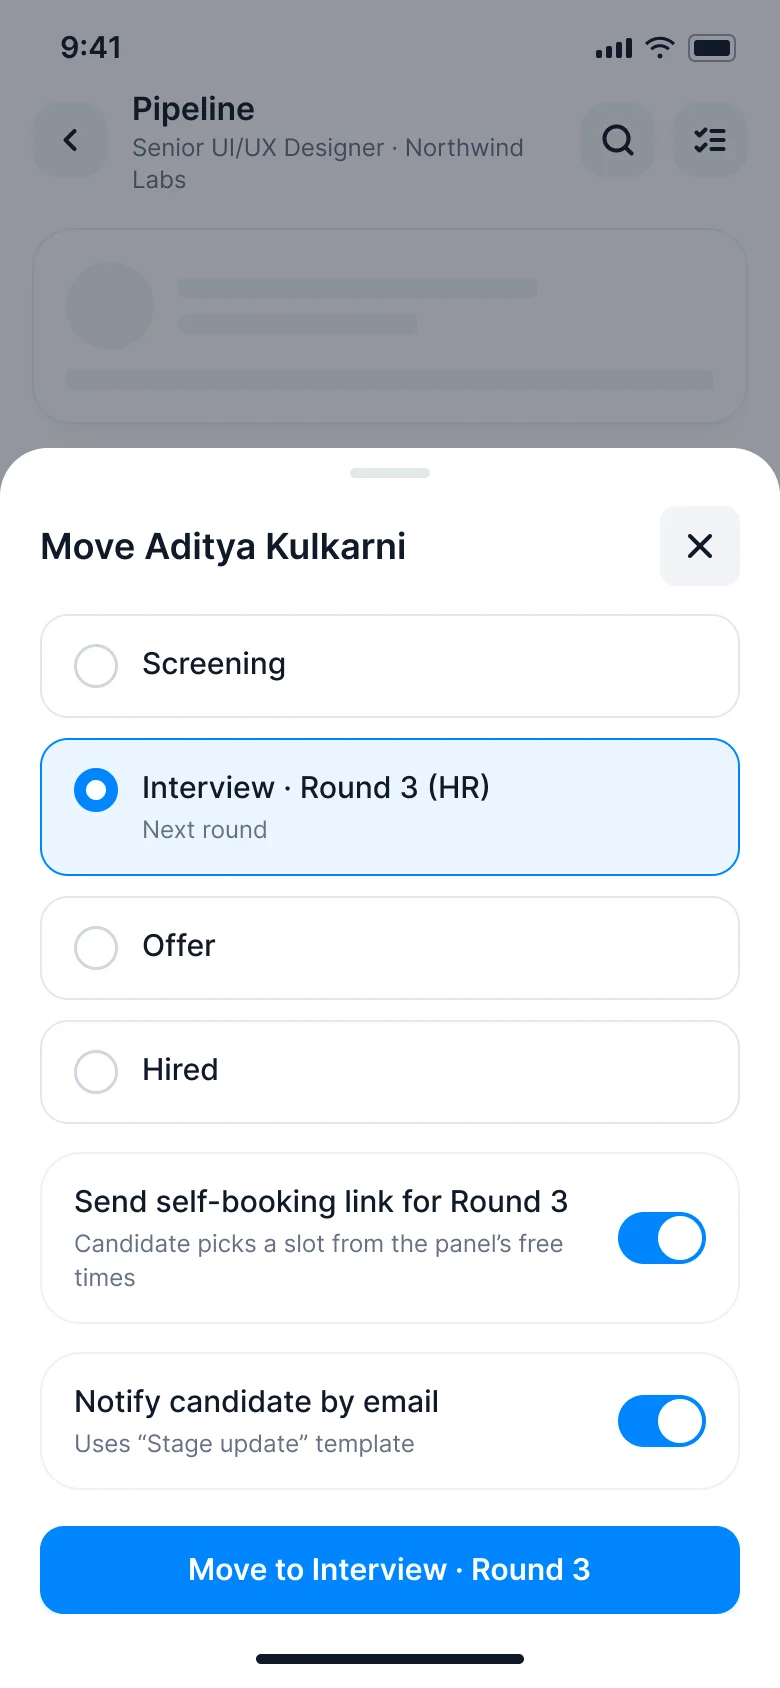 9:41
Pipeline
Senior UI/UX Designer · Northwind
Labs
Move Aditya Kulkarni
Screening
Interview · Round 3 (HR)
Next round
Offer
Hired
Send self-booking link for Round 3
Candidate picks a slot from the panel’s free
times
Notify candidate by email
Uses “Stage update” template
Move to Interview · Round 3